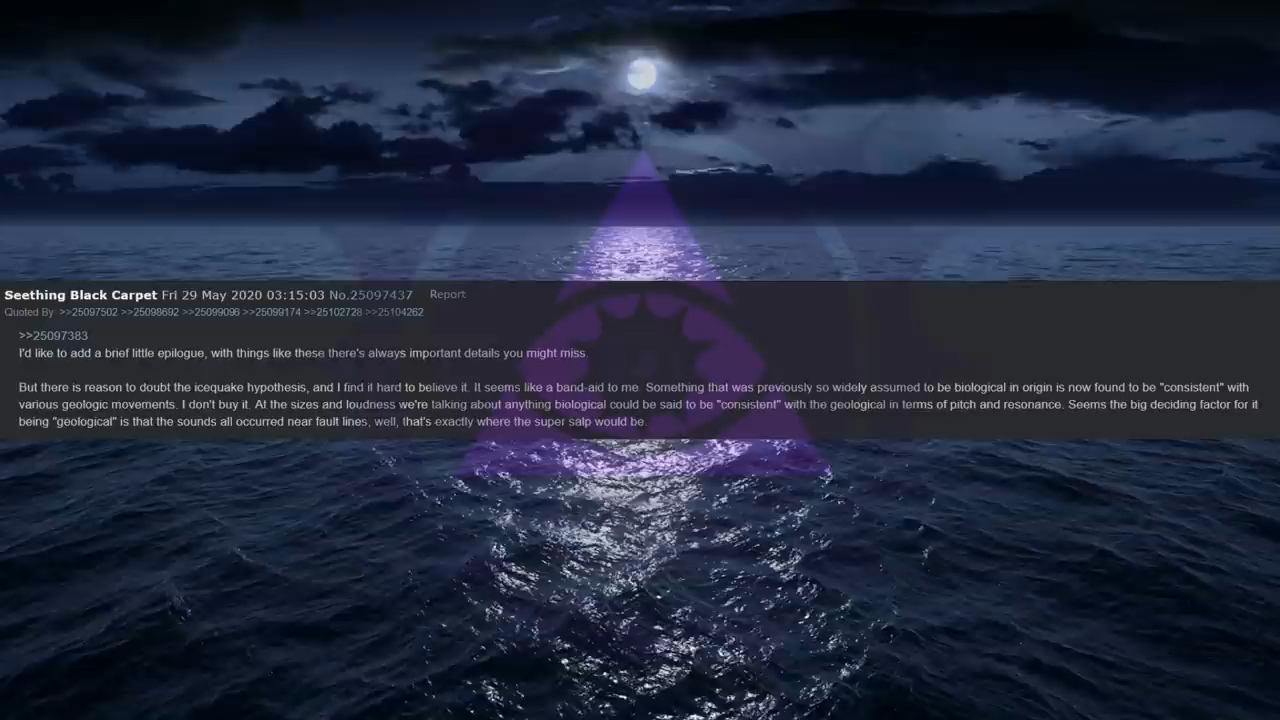 Seething Black Carpet Fri 29 May 2020 03:15:03 No.25097437 Report
Quoted By >>25097502 >>25098692 >>25099096 >>25099174 >>25102728 >>25104262
>>25097383
I'd like to add a brief little epilogue, with things like these there's always important details you might miss.
But there is reason to doubt the icequake hypothesis, and I find it hard to believe it. It seems like a band-aid to me. Something that was previously so widely assumed to be biological in origin is now found to be "consistent" with
various geologic movements. I don't buy it. At the sizes and loudness we're talking about anything biological could be said to be "consistent" with the geological in terms of pitch and resonance. Seems the big deciding factor for it
being "geological" is that the sounds all occurred near fault lines, well, that's exactly where the super salp would be.